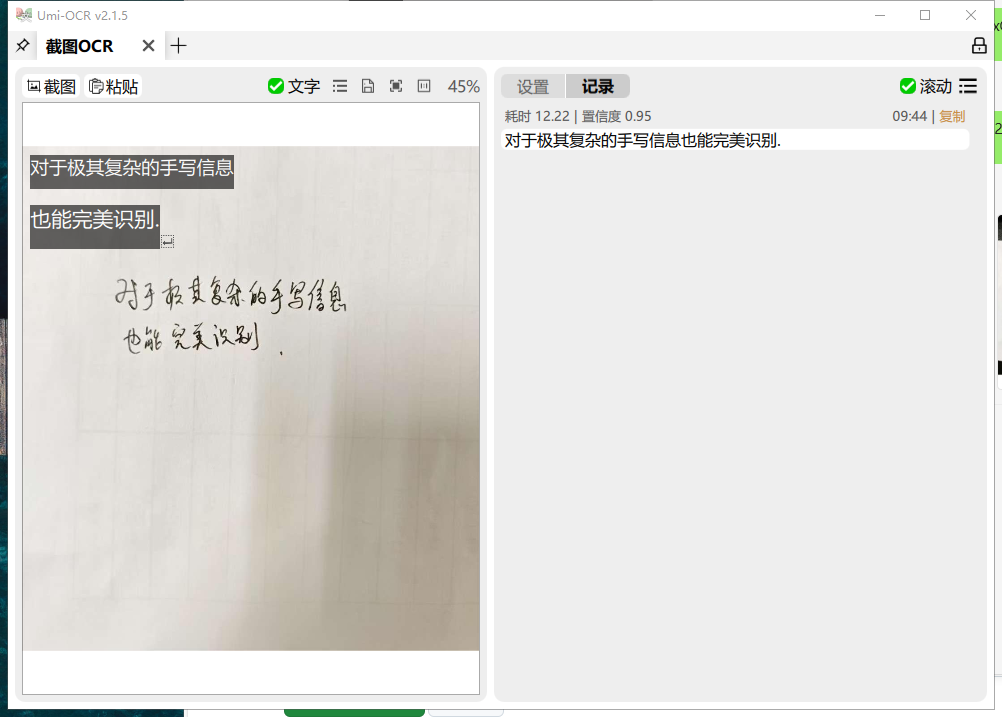 Umi-OCR v2.1.5
截图OCR
截图 粘贴 文字 45%
设置 记录 滚动
耗时 12.22 | 置信度 0.95 09:44 | 复制
对于极其复杂的手写信息也能完美识别.
对于极其复杂的手写信息
也能完美识别.
对于极其复杂的手写信息
也能完美识别.